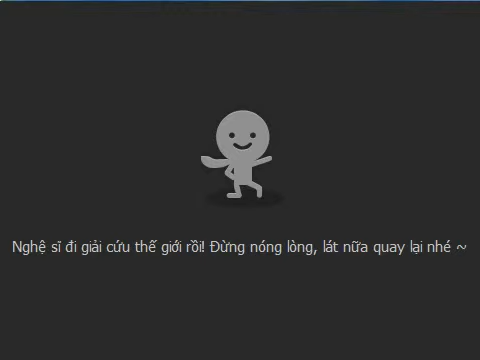 Nghệ sĩ đi giải cứu thế giới rồi! Đừng nóng lòng, lát nữa quay lại nhé ~